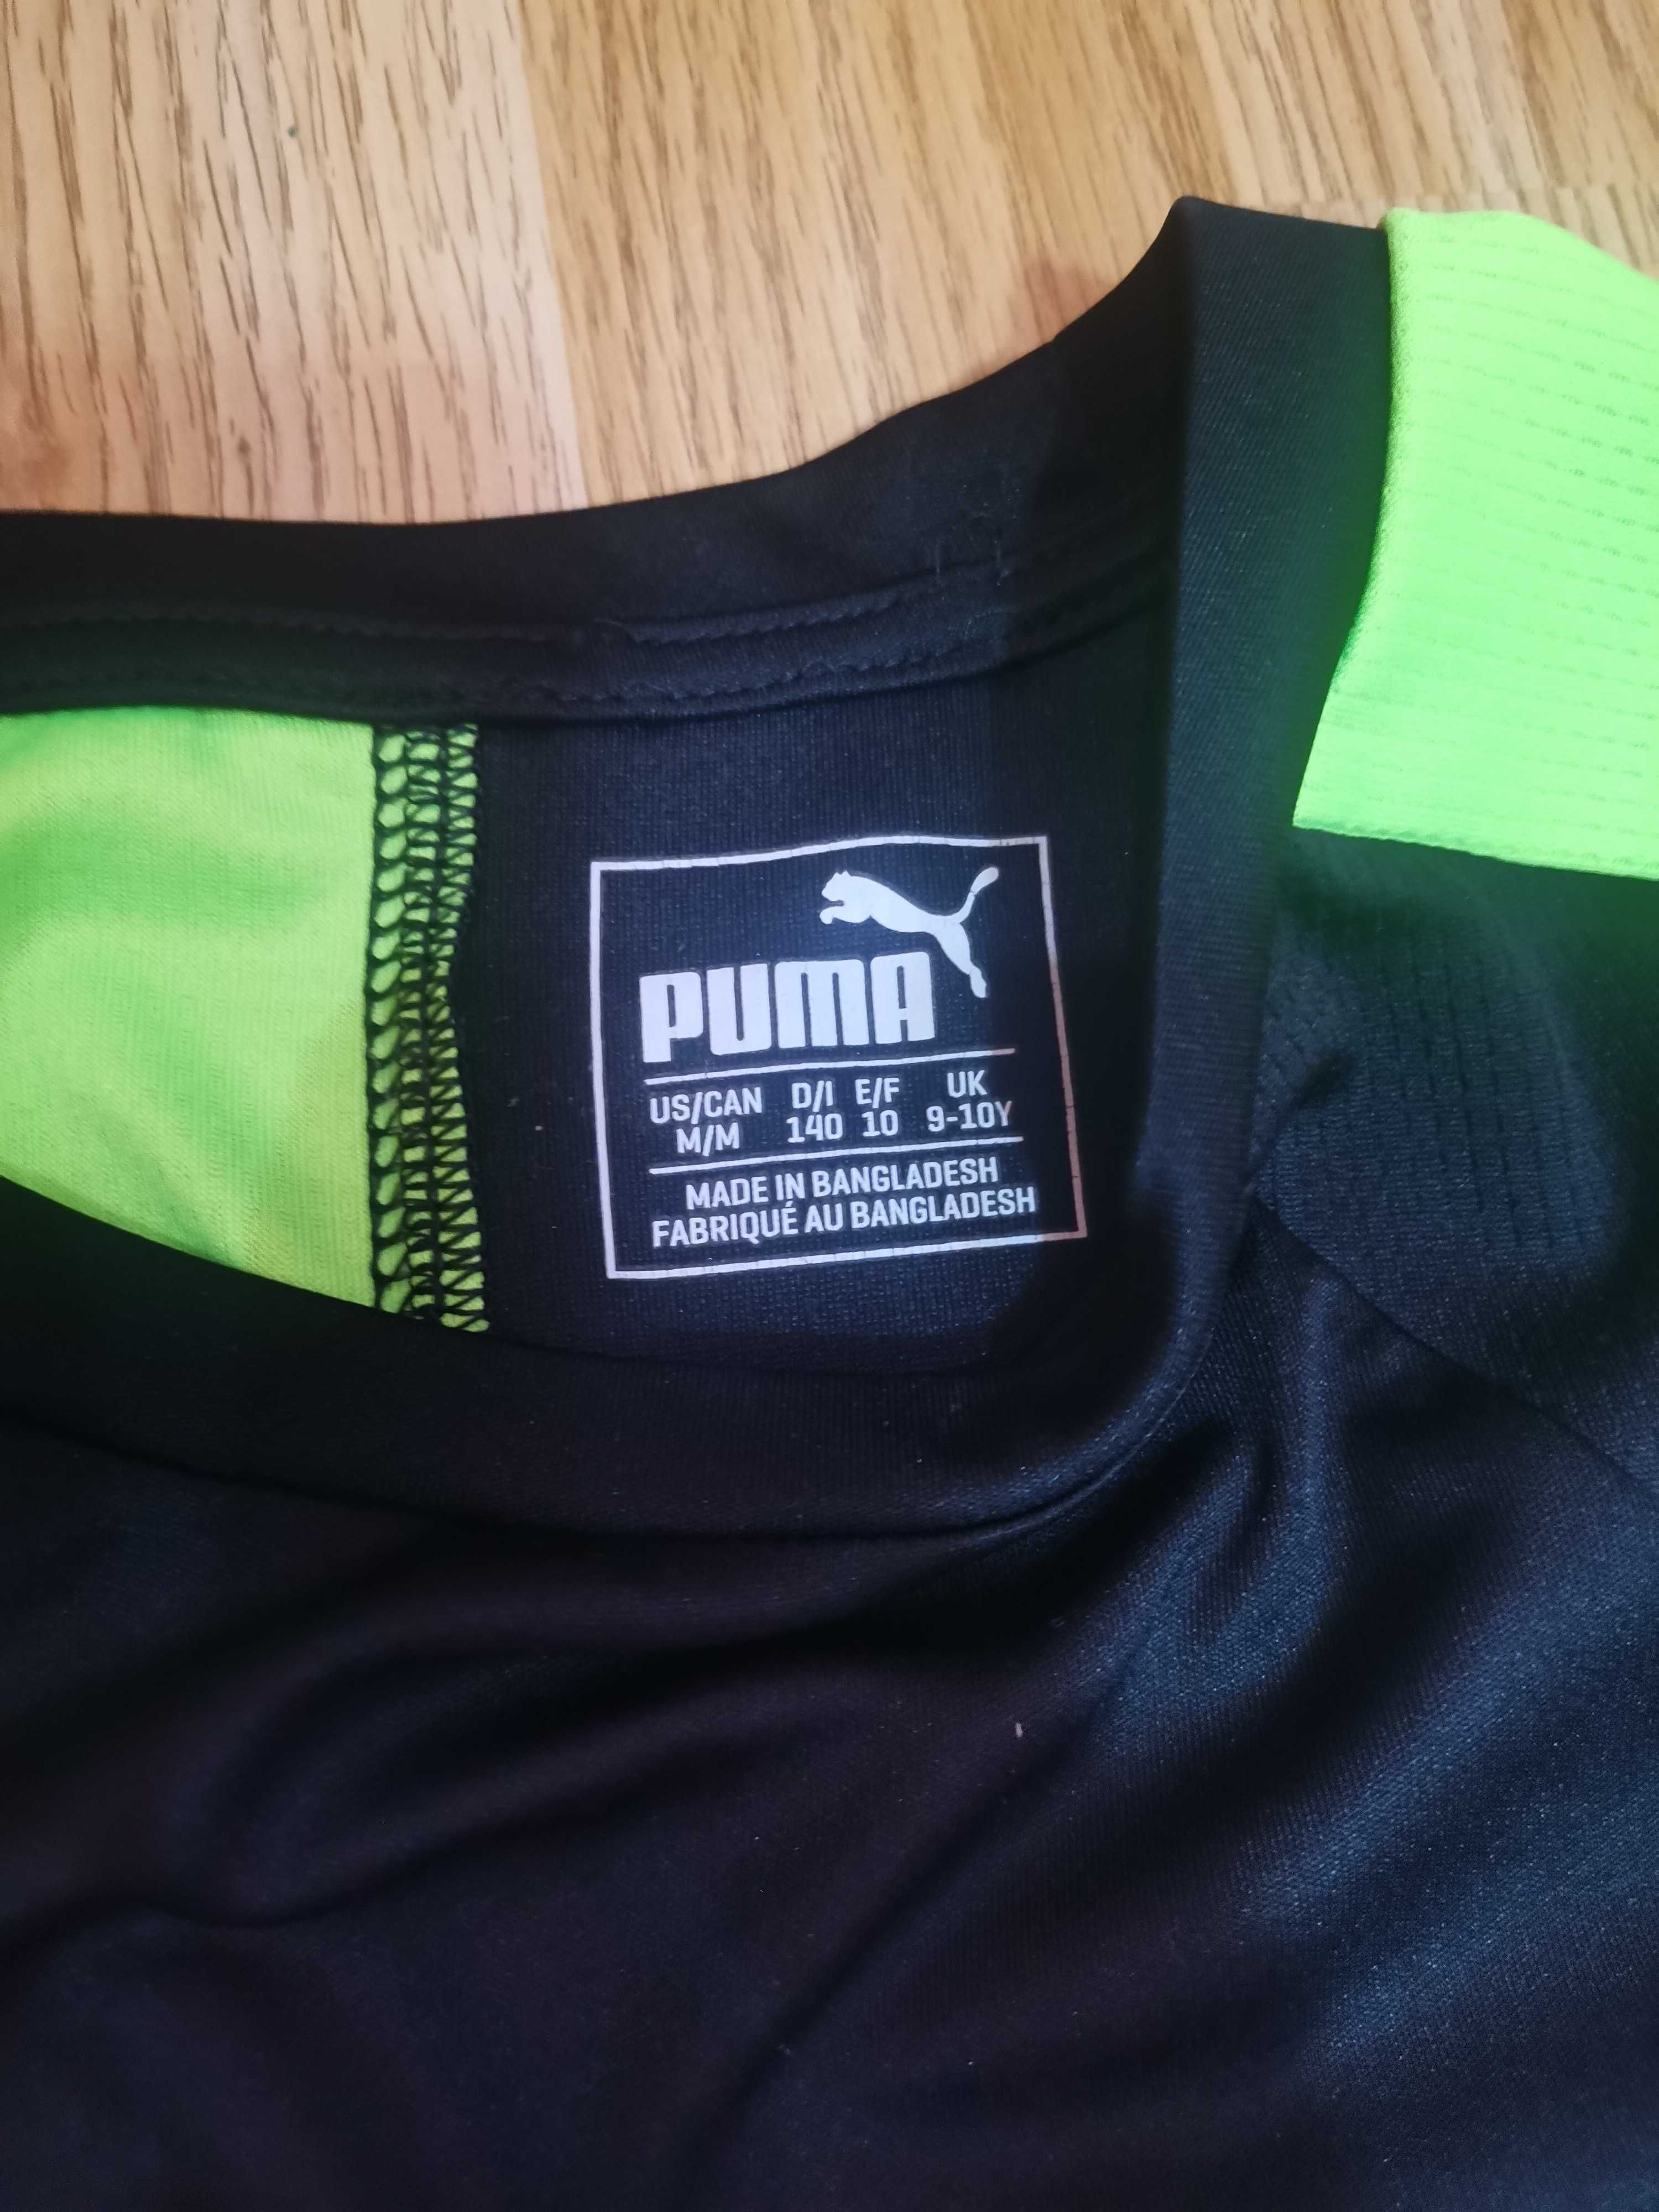 PUMA
US/CAN D/I E/F UK
M/M 140 10 9-10Y
MADE IN BANGLADESH
FABRIQUÉ AU BANGLADESH